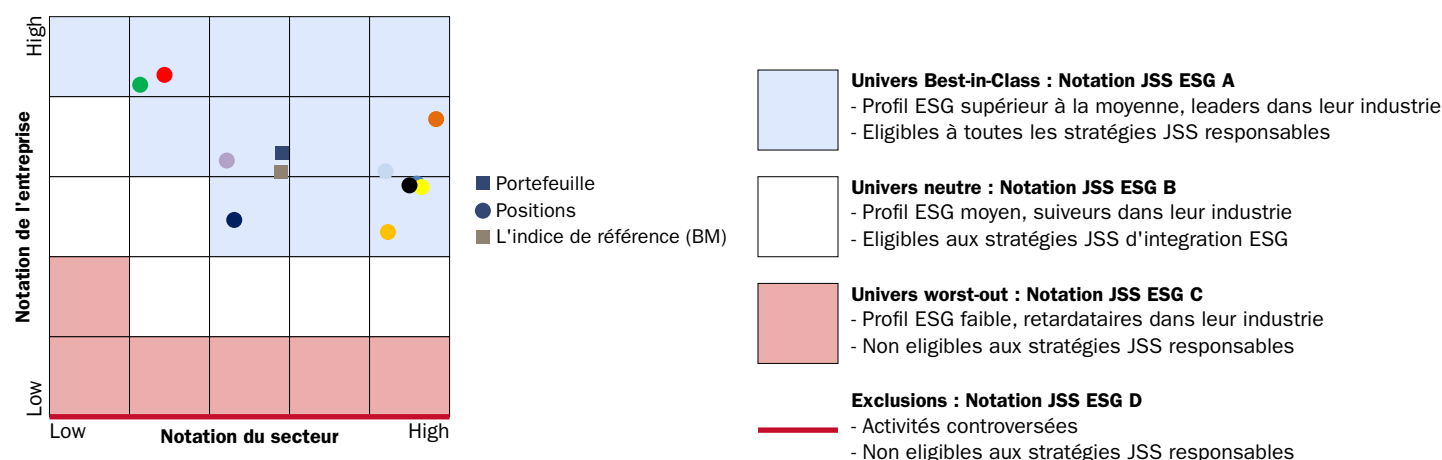 High
Notation de l'entreprise
Low
Low
Notation du secteur
High
Portefeuille
Positions
L'indice de référence (BM)
Univers Best-in-Class : Notation JSS ESG A
- Profil ESG supérieur à la moyenne, leaders dans leur industrie
- Eligibles à toutes les stratégies JSS responsables
Univers neutre : Notation JSS ESG B
- Profil ESG moyen, suiveurs dans leur industrie
- Eligibles aux stratégies JSS d'integration ESG
Univers worst-out : Notation JSS ESG C
- Profil ESG faible, retardataires dans leur industrie
- Non eligibles aux stratégies JSS responsables
Exclusions : Notation JSS ESG D
- Activités controversées
- Non eligibles aux stratégies JSS responsables